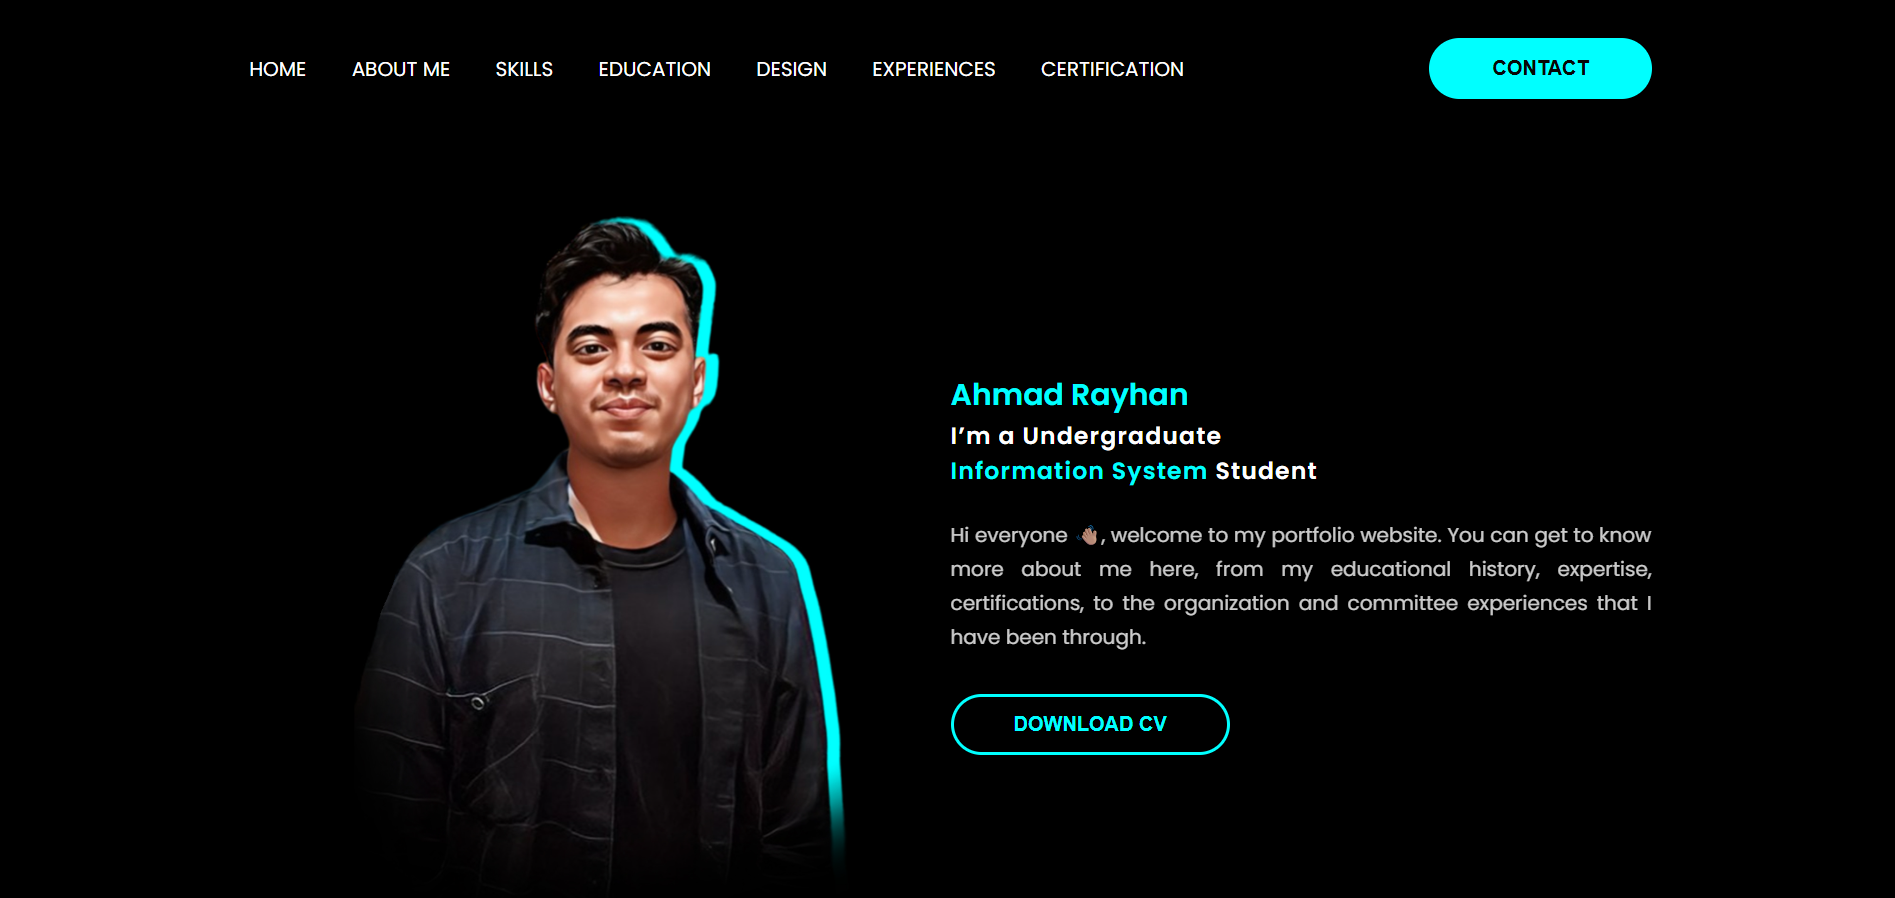 HOME ABOUT ME SKILLS EDUCATION DESIGN EXPERIENCES CERTIFICATION CONTACT
Ahmad Rayhan
I’m a Undergraduate
Information System Student
Hi everyone 👋🏽, welcome to my portfolio website. You can get to know
more about me here, from my educational history, expertise,
certifications, to the organization and committee experiences that I
have been through.
DOWNLOAD CV